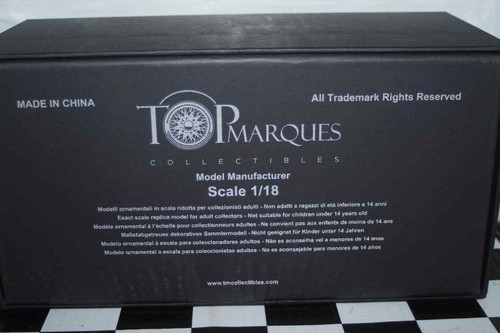 MADE IN CHINA
All Trademark Rights Reserved
TOPMARQUES
COLLECTIBLES
Model Manufacturer
Scale 1/18
Modelli ornamentali in scala ridotta per collezionisti adulti - Non adetti a ragazzi di età inferiore a 14 anni
Exact scale replica model for adult collectors - Not suitable for children under 14 years old
Modèle ornamental à l'échelle pour collectionneurs adultes - Ne convient pas aux enfants de moins de 14 ans
Maßstabgetreues dekoratives Sammlermodell - Nicht geeignet für Kinder unter 14 Jahren
Modelo ornamental à escala para colecionadores adultos - Não es aconselhá vel a menores de 14 anos
Modelo ornamental a escala para coleccionistas adultos - No es aconsejable para menores de 14 años
www.tmcollectibles.com